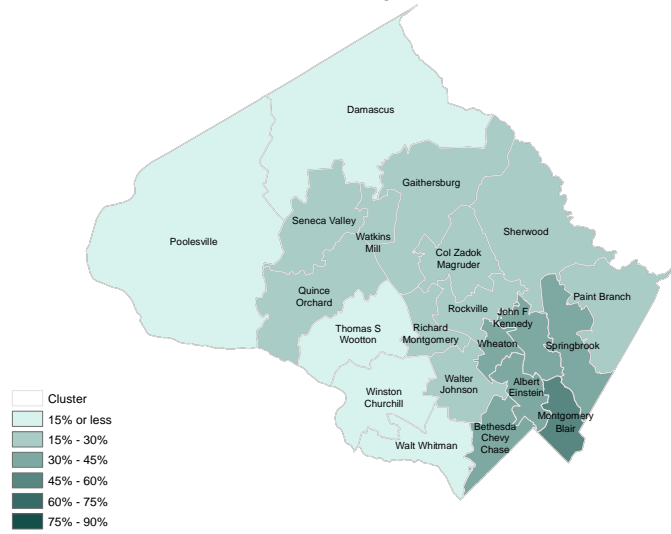 Damascus
Gaithersburg
Seneca Valley
Sherwood
Watkins
Mill
Poolesville
Col Zadok
Magruder
Quince
Orchard
Paint Branch
Rockville
John F
Kennedy
Thomas S
Wootton
Richard
Montgomery
Wheaton
Springbrook
Walter
Johnson
Albert
Einstein
Winston
Churchill
Montgomery
Blair
Bethesda
Chevy
Chase
Walt Whitman
Cluster
15% or less
15% - 30%
30% - 45%
45% - 60%
60% - 75%
75% - 90%